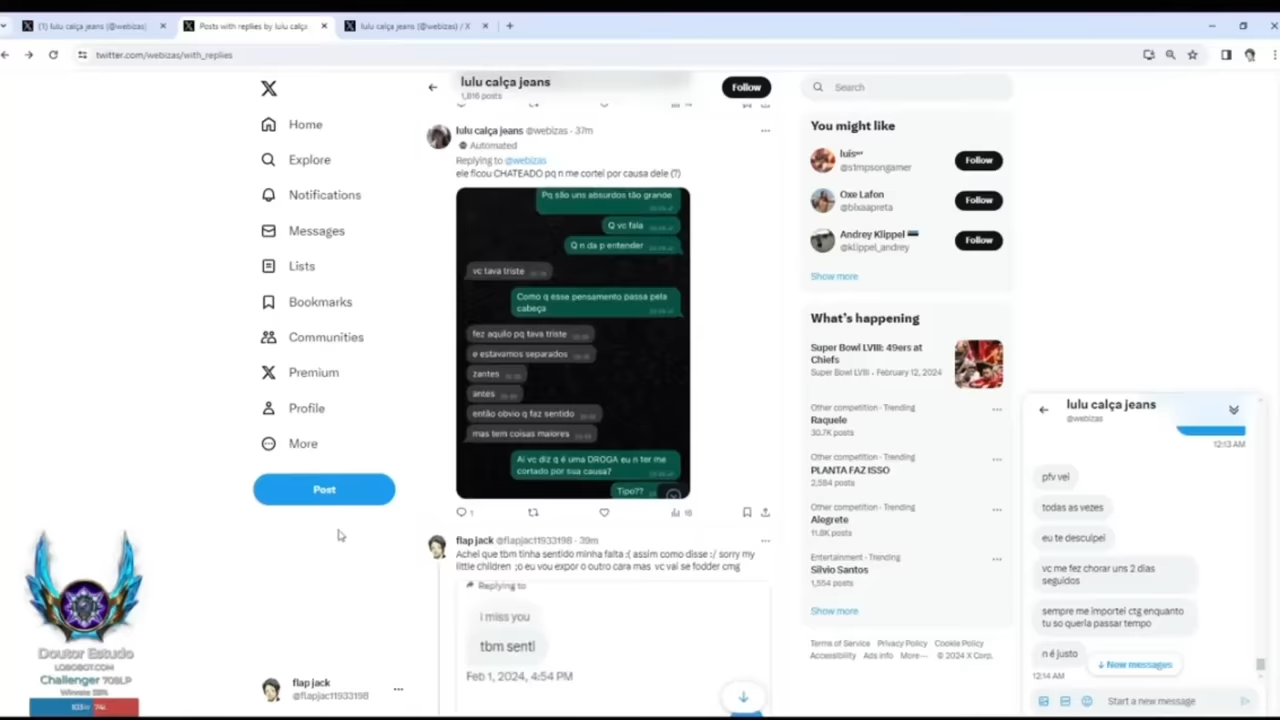 (1) lulu calça jeans (@webizas)
Posts with replies by lulu calça
lulu calça jeans (@webizas) / X
twitter.com/webizas/with_replies
Home
Explore
Notifications
Messages
Lists
Bookmarks
Communities
Premium
Profile
More
Post
flap jack
@flapjac11933198
Doutor Estudo
LOBOBOT.COM
Challenger 708LP
lulu calça jeans
1,816 posts
Follow
lulu calça jeans @webizas · 37m
Automated
Replying to @webizas
ele ficou CHATEADO pq n me cortei por causa dele (?)
Pq são uns absurdos tão grande
Q vc fala
Q n da p entender
vc tava triste
Como q esse pensamento passa pela
cabeça
fez aquilo pq tava triste
e estavamos separados
zantes
antes
então obvio q faz sentido
mas tem coisas maiores
Aí vc diz q é uma DROGA eu n ter me
cortado por sua causa?
Tipo??
1
18
flap jack @flapjac11933198 · 39m
Achei que tbm tinha sentido minha falta :( assim como disse :/ sorry my
little children ;o eu vou expor o outro cara mas vc vai se fodder cmg
Replying to
i miss you
tbm senti
Feb 1, 2024, 4:54 PM
Search
You might like
luis
@s1mpsongamer
Follow
Oxe Lafon
@blxaapreta
Follow
Andrey Klippel
@klippel_andrey
Follow
Show more
What's happening
Super Bowl LVIII: 49ers at
Chiefs
Super Bowl LVIII · February 12, 2024
Other competition · Trending
Raquele
30.7K posts
Other competition · Trending
PLANTA FAZ ISSO
2,584 posts
Other competition · Trending
Alegrete
11.8K posts
Entertainment · Trending
Silvio Santos
1,554 posts
Show more
Terms of Service Privacy Policy Cookie Policy
Accessibility Ads info More··· © 2024 X Corp.
lulu calça jeans
@webizas
12:13 AM
pfv vei
todas as vezes
eu te desculpei
vc me fez chorar uns 2 dias
seguidos
sempre me importei ctg enquanto
tu so queria passar tempo
n é justo
New messages
12:14 AM
Start a new message